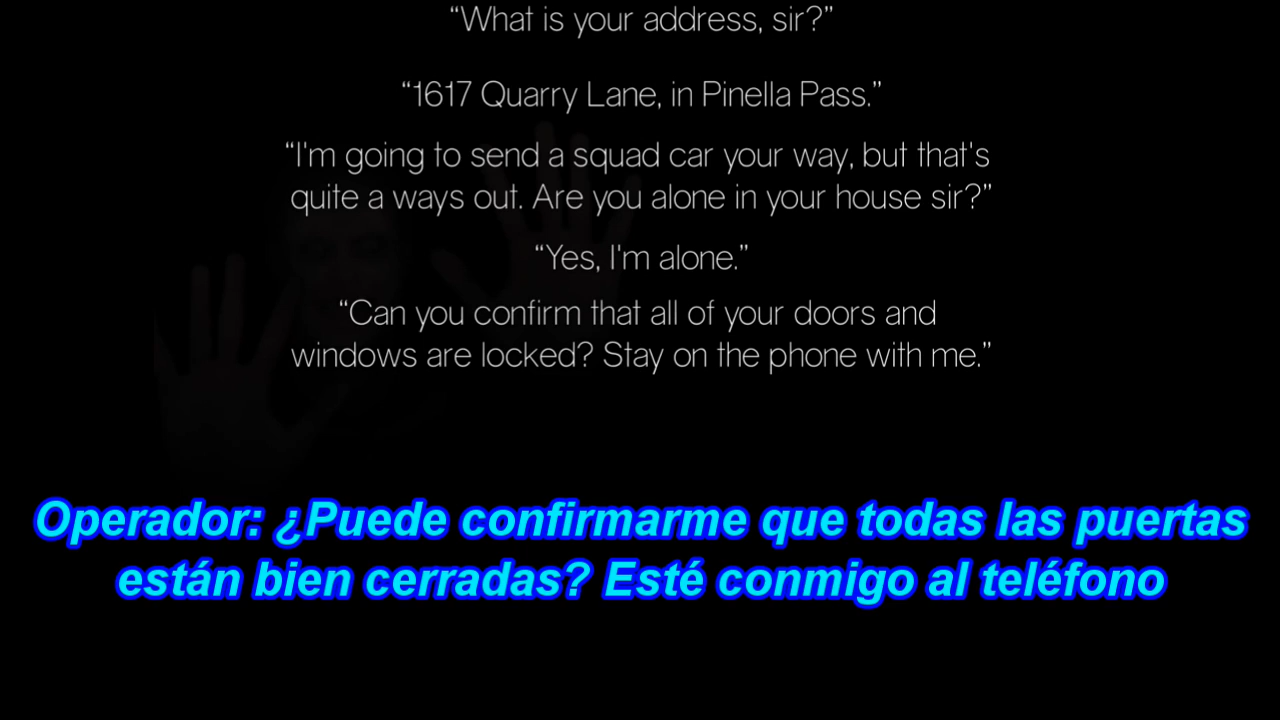 “What is your address, sir?”
“1617 Quarry Lane, in Pinella Pass.”
“I'm going to send a squad car your way, but that's
quite a ways out. Are you alone in your house sir?”
“Yes, I'm alone.”
“Can you confirm that all of your doors and
windows are locked? Stay on the phone with me.”
Operador: ¿Puede confirmarme que todas las puertas
están bien cerradas? Esté conmigo al teléfono